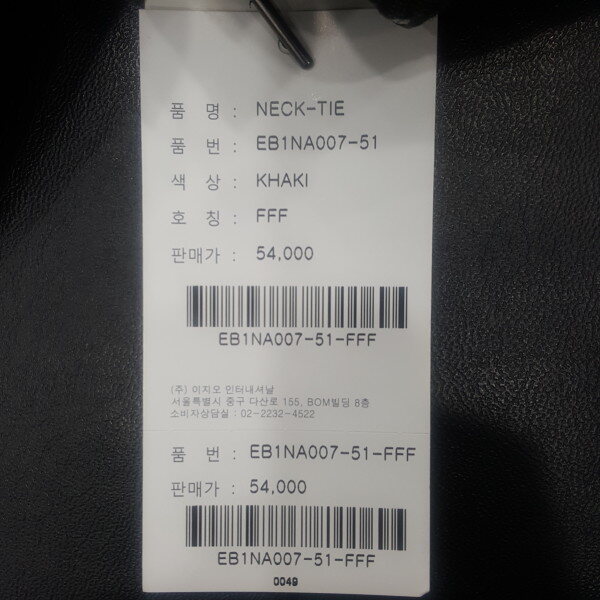 품 명 : NECK-TIE
품 번 : EB1NA007-51
색 상 : KHAKI
호 칭 : FFF
판매가 : 54,000
EB1NA007-51-FFF
(주) 이지오 인터내셔날
서울특별시 중구 다산로 155, BOM빌딩 8층
소비자상담실 : 02-2232-4522
품 번 : EB1NA007-51-FFF
판매가 : 54,000
EB1NA007-51-FFF
0049